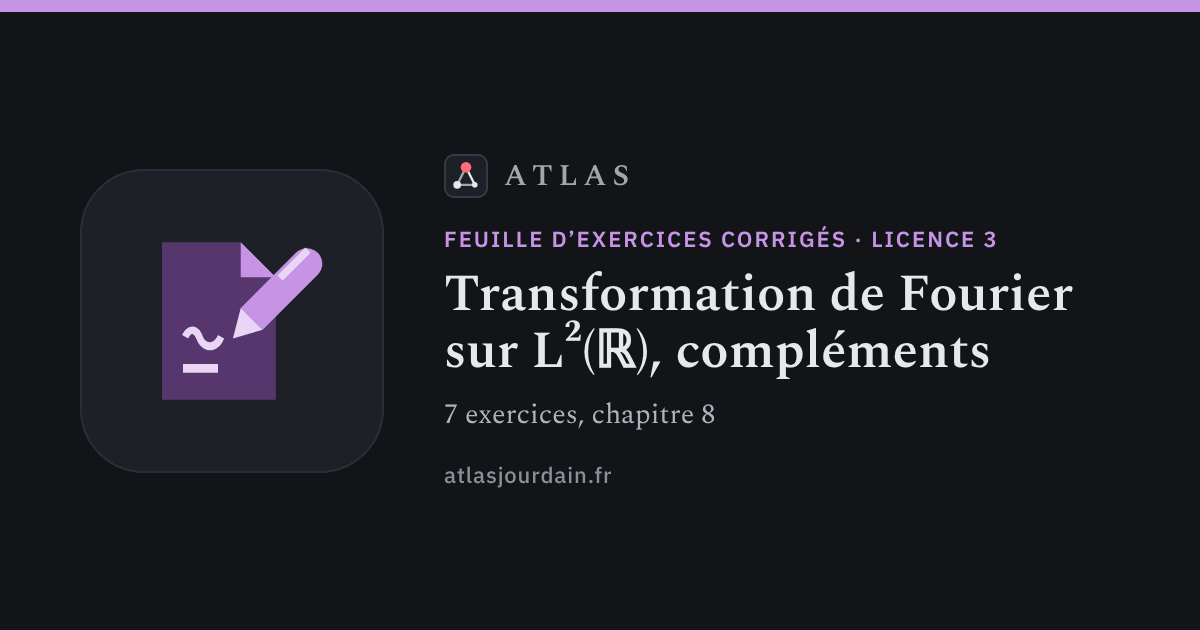 ATLAS
FEUILLE D’EXERCICES CORRIGÉS · LICENCE 3
Transformation de Fourier
sur L²(ℝ), compléments
7 exercices, chapitre 8
atlasjourdain.fr